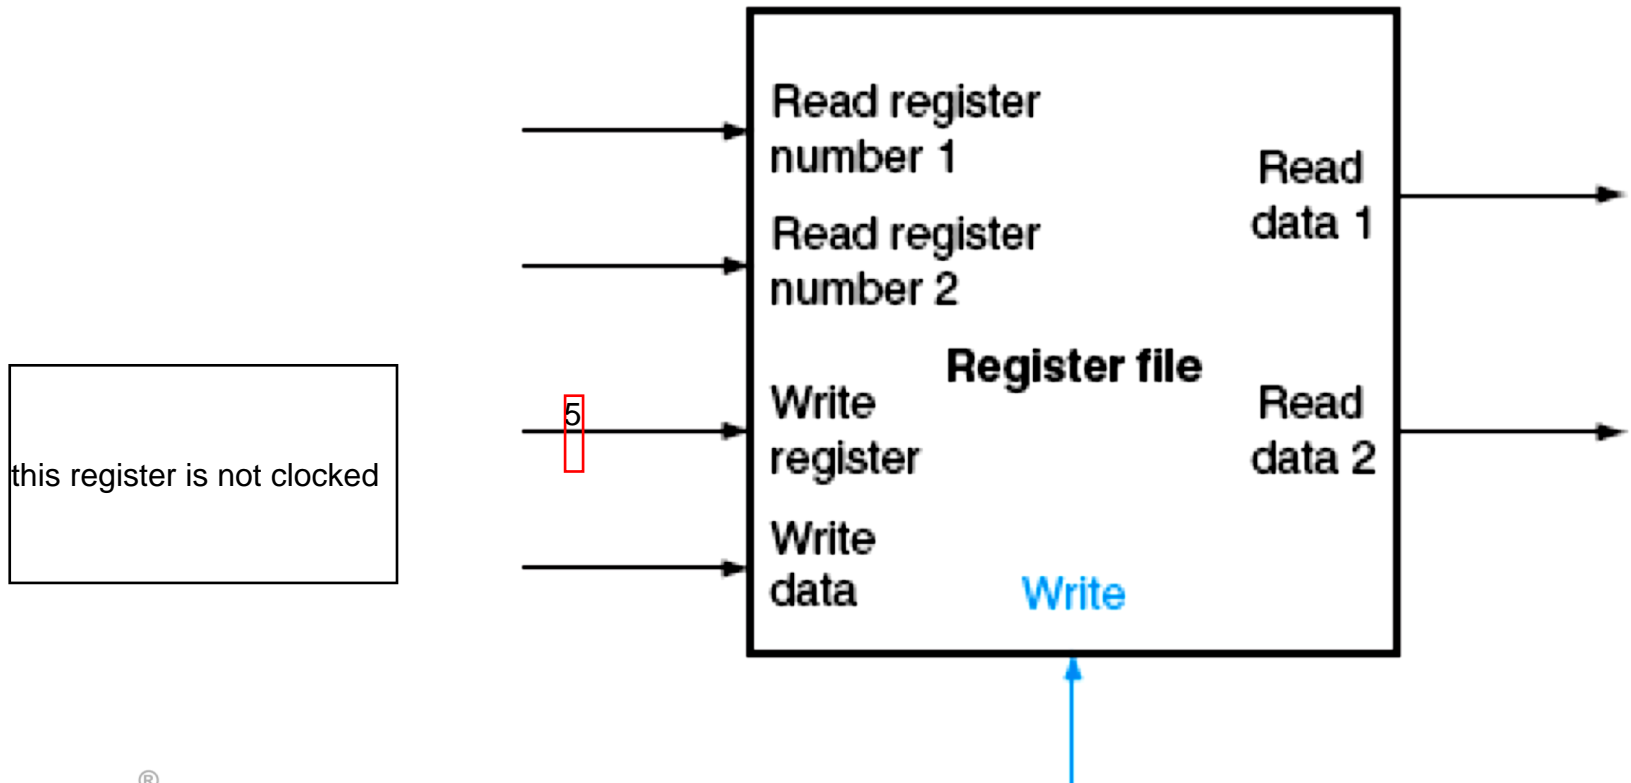 Read register
number 1
Read
data 1
Read register
number 2
Register file
this register is not clocked
5
Write
register
Read
data 2
Write
data
Write
®